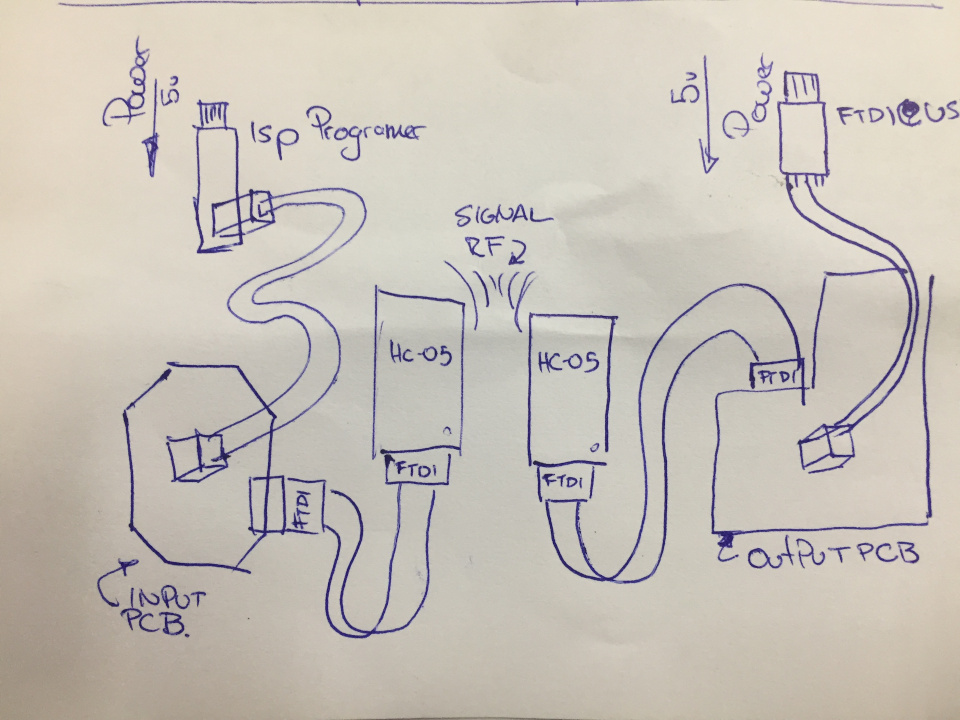 Power
5v
Isp Programer
5v
Power
FTDI@US
SIGNAL
RF
HC-05
HC-05
FTDI
FTDI
FTDI
FTDI
INPUT
PCB.
OUTPUT PCB